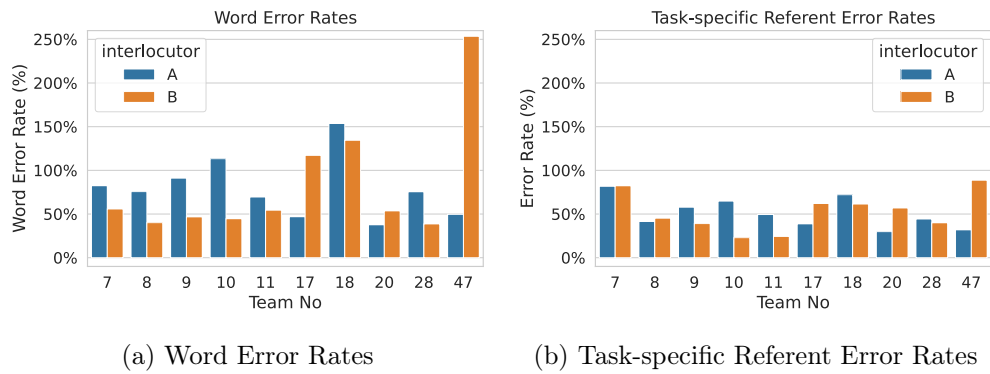 Word Error Rates
Word Error Rate (%)
250%
200%
150%
100%
50%
0%
interlocutor
A
B
7 8 9 10 11 17 18 20 28 47
Team No
(a) Word Error Rates
Task-specific Referent Error Rates
Error Rate (%)
250%
200%
150%
100%
50%
0%
interlocutor
A
B
7 8 9 10 11 17 18 20 28 47
Team No
(b) Task-specific Referent Error Rates